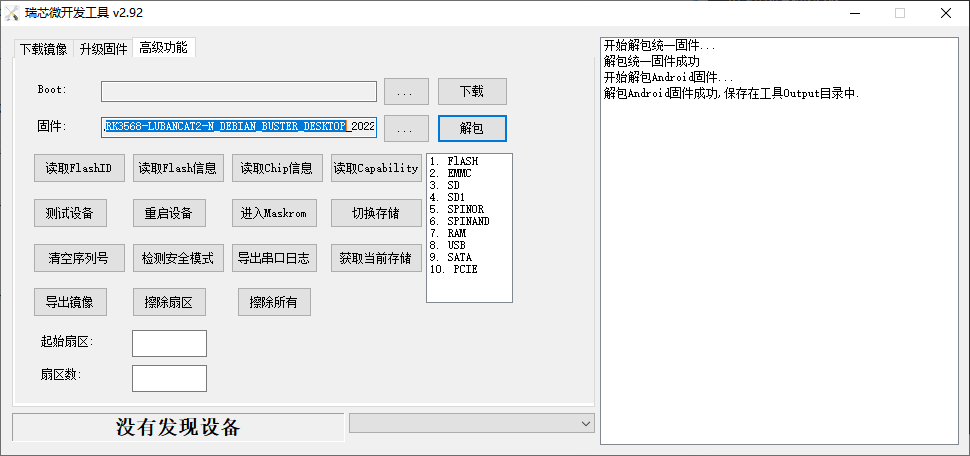 瑞芯微开发工具 v2.92
下载镜像 升级固件 高级功能
Boot: ... 下载
固件: RK3568-LUBANCAT2-N_DEBIAN_BUSTER_DESKTOP_2022 ... 解包
读取FlashID 读取Flash信息 读取Chip信息 读取Capability
测试设备 重启设备 进入Maskrom 切换存储
清空序列号 检测安全模式 导出串口日志 获取当前存储
导出镜像 擦除扇区 擦除所有
1. FlASH
2. EMMC
3. SD
4. SD1
5. SPINOR
6. SPINAND
7. RAM
8. USB
9. SATA
10. PCIE
起始扇区:
扇区数:
没有发现设备
开始解包统一固件...
解包统一固件成功
开始解包Android固件...
解包Android固件成功,保存在工具Output目录中.